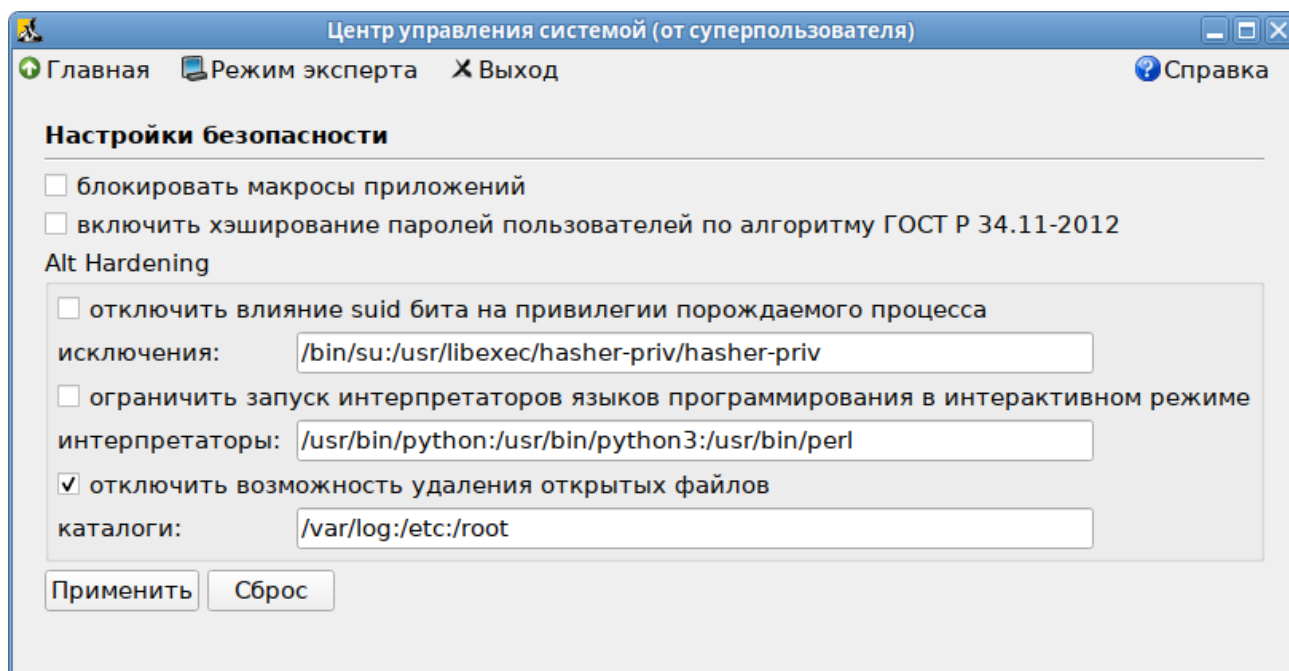 Центр управления системой (от суперпользователя)
Главная Режим эксперта Выход Справка
Настройки безопасности
блокировать макросы приложений
включить хэширование паролей пользователей по алгоритму ГОСТ Р 34.11-2012
Alt Hardening
отключить влияние suid бита на привилегии порождаемого процесса
исключения: /bin/su:/usr/libexec/hasher-priv/hasher-priv
ограничить запуск интерпретаторов языков программирования в интерактивном режиме
интерпретаторы: /usr/bin/python:/usr/bin/python3:/usr/bin/perl
отключить возможность удаления открытых файлов
каталоги: /var/log:/etc:/root
Применить Сброс